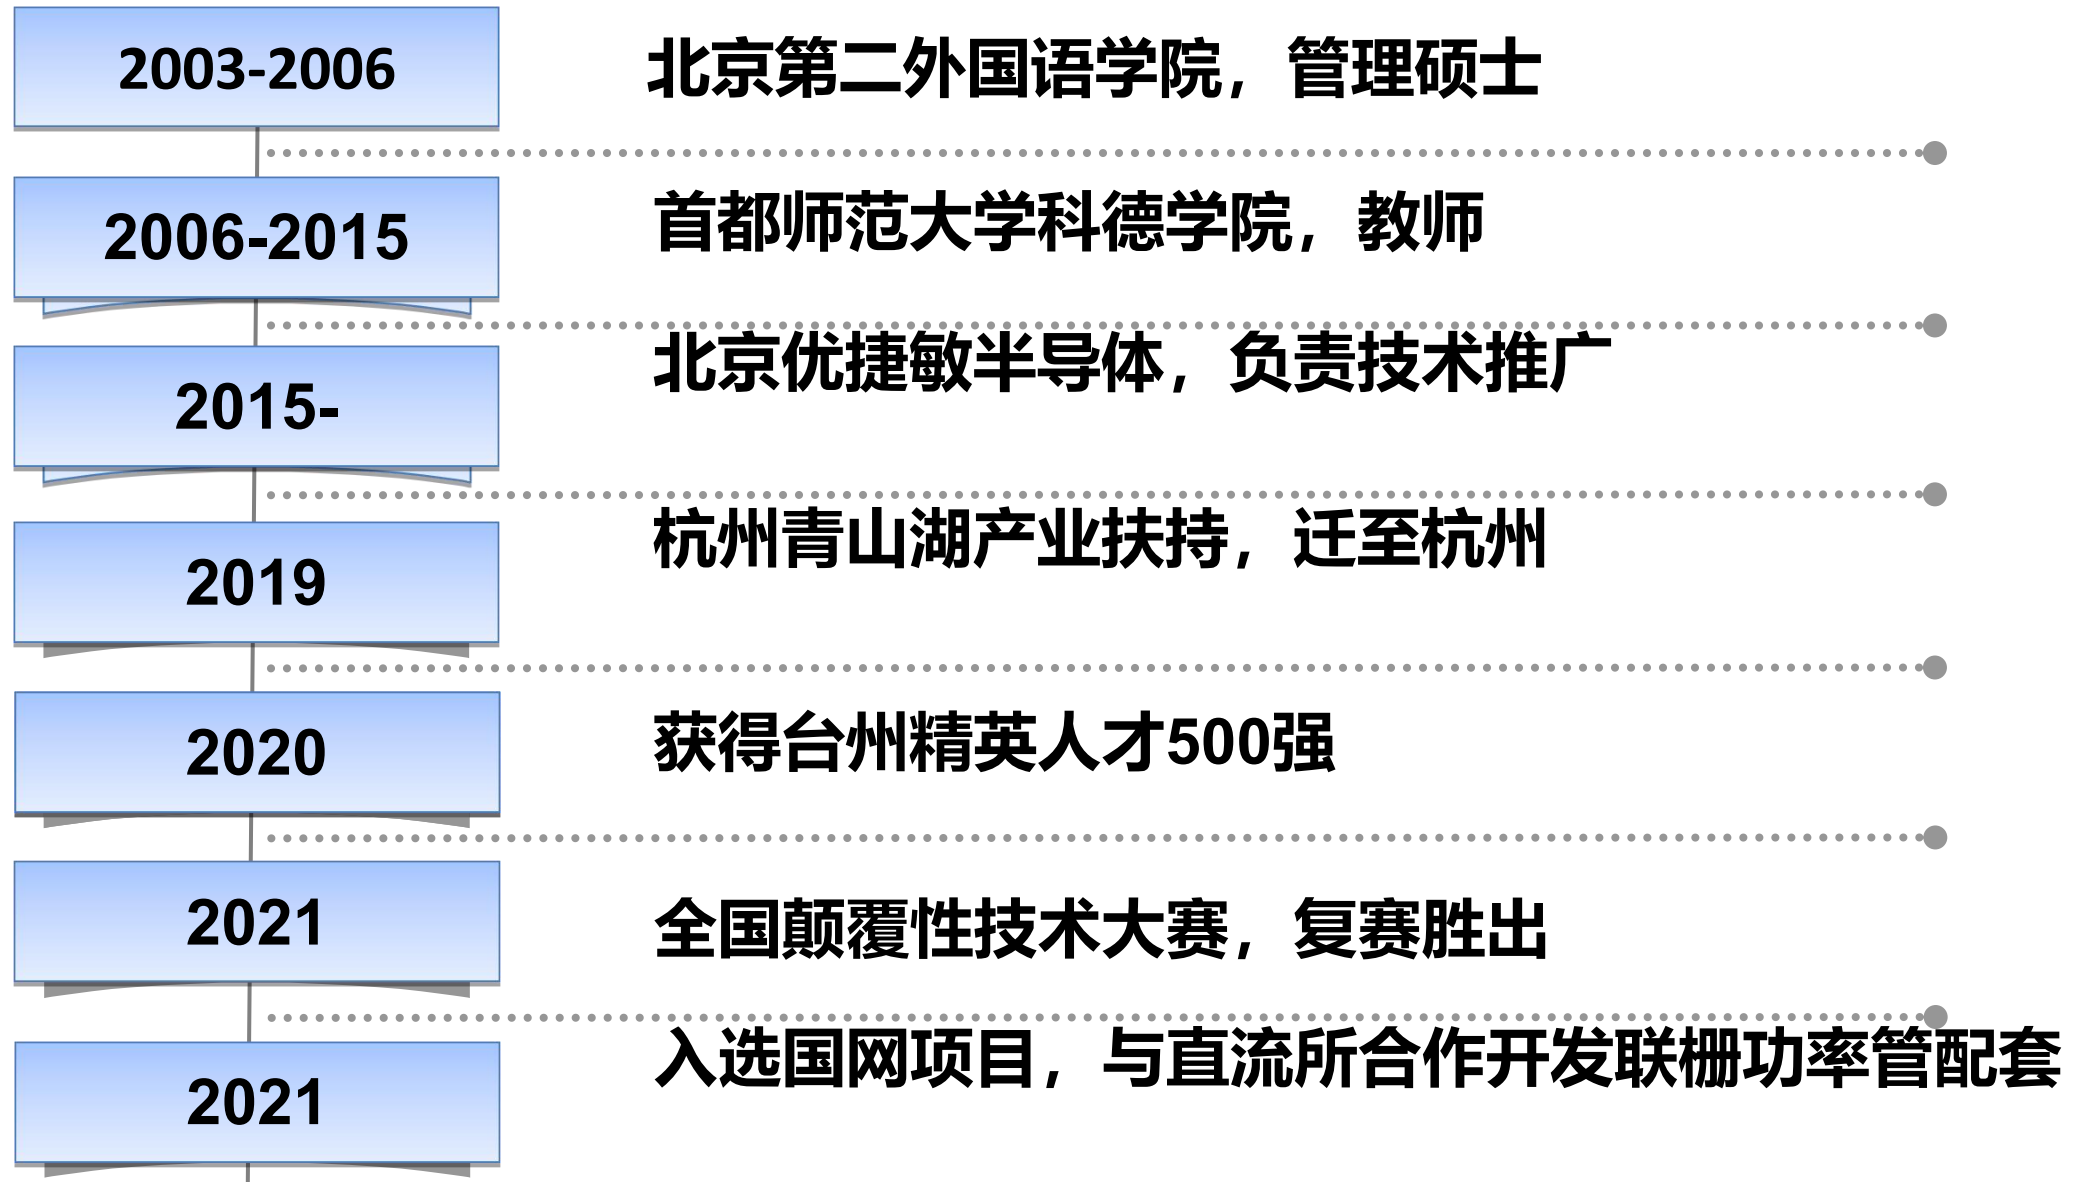 2003-2006
北京第二外国语学院，管理硕士
2006-2015
首都师范大学科德学院，教师
2015-
北京优捷敏半导体，负责技术推广
2019
杭州青山湖产业扶持，迁至杭州
2020
获得台州精英人才500强
2021
全国颠覆性技术大赛，复赛胜出
2021
入选国网项目，与直流所合作开发联栅功率管配套